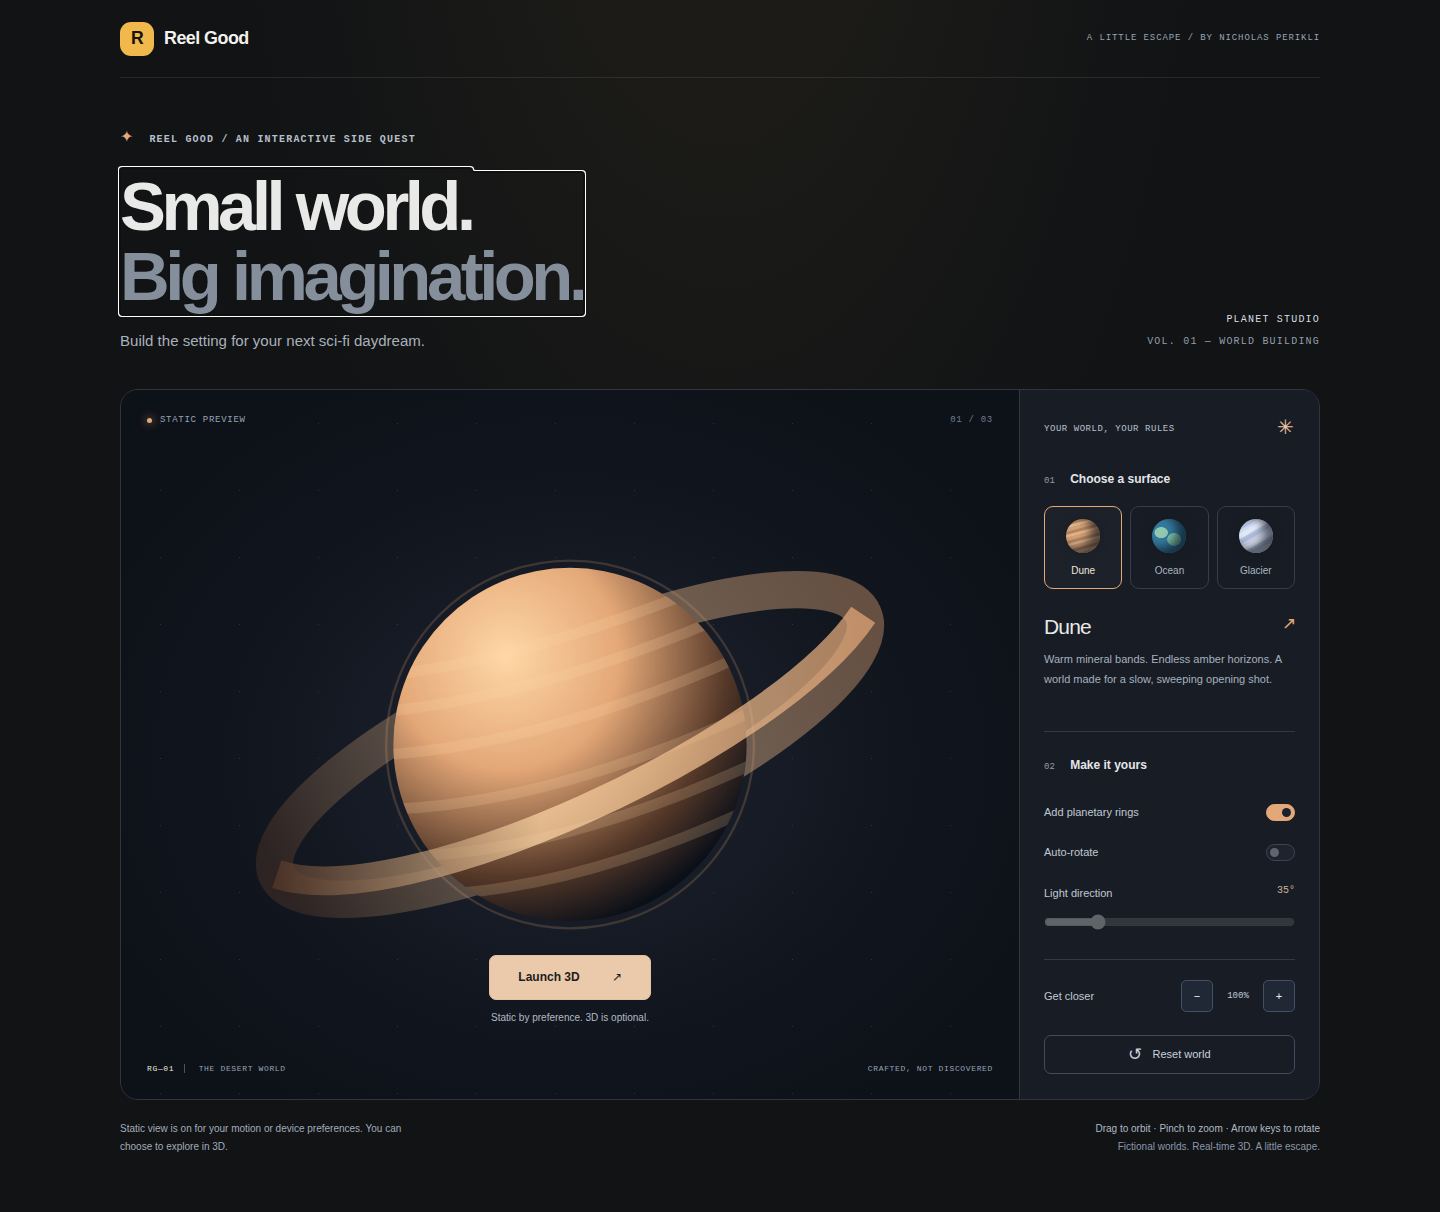 R Reel Good
A LITTLE ESCAPE / BY NICHOLAS PERIKLI
✦ REEL GOOD / AN INTERACTIVE SIDE QUEST
Small world.
Big imagination.
Build the setting for your next sci-fi daydream.
PLANET STUDIO
VOL. 01 — WORLD BUILDING
STATIC PREVIEW
01 / 03
Launch 3D ↗
Static by preference. 3D is optional.
RG—01 | THE DESERT WORLD
CRAFTED, NOT DISCOVERED
YOUR WORLD, YOUR RULES ✳
01 Choose a surface
Dune Ocean Glacier
Dune ↗
Warm mineral bands. Endless amber horizons. A
world made for a slow, sweeping opening shot.
02 Make it yours
Add planetary rings
Auto-rotate
Light direction 35°
Get closer − 100% +
↺ Reset world
Static view is on for your motion or device preferences. You can
choose to explore in 3D.
Drag to orbit · Pinch to zoom · Arrow keys to rotate
Fictional worlds. Real-time 3D. A little escape.